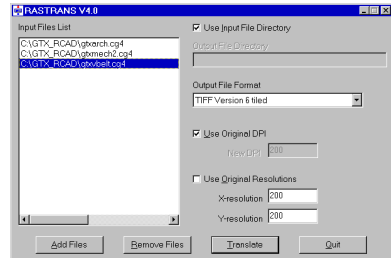 RASTRANS V4.0
Input Files List
C:\GTX_RCAD\gtxarch.cg4
C:\GTX_RCAD\gtxmech2.cg4
C:\GTX_RCAD\gtxvbelt.cg4
Use Input File Directory
Output File Directory
Output File Format
TIFF Version 6 tiled
Use Original DPI
New DPI 200
Use Original Resolutions
X-resolution 200
Y-resolution 200
Add Files Remove Files Translate Quit